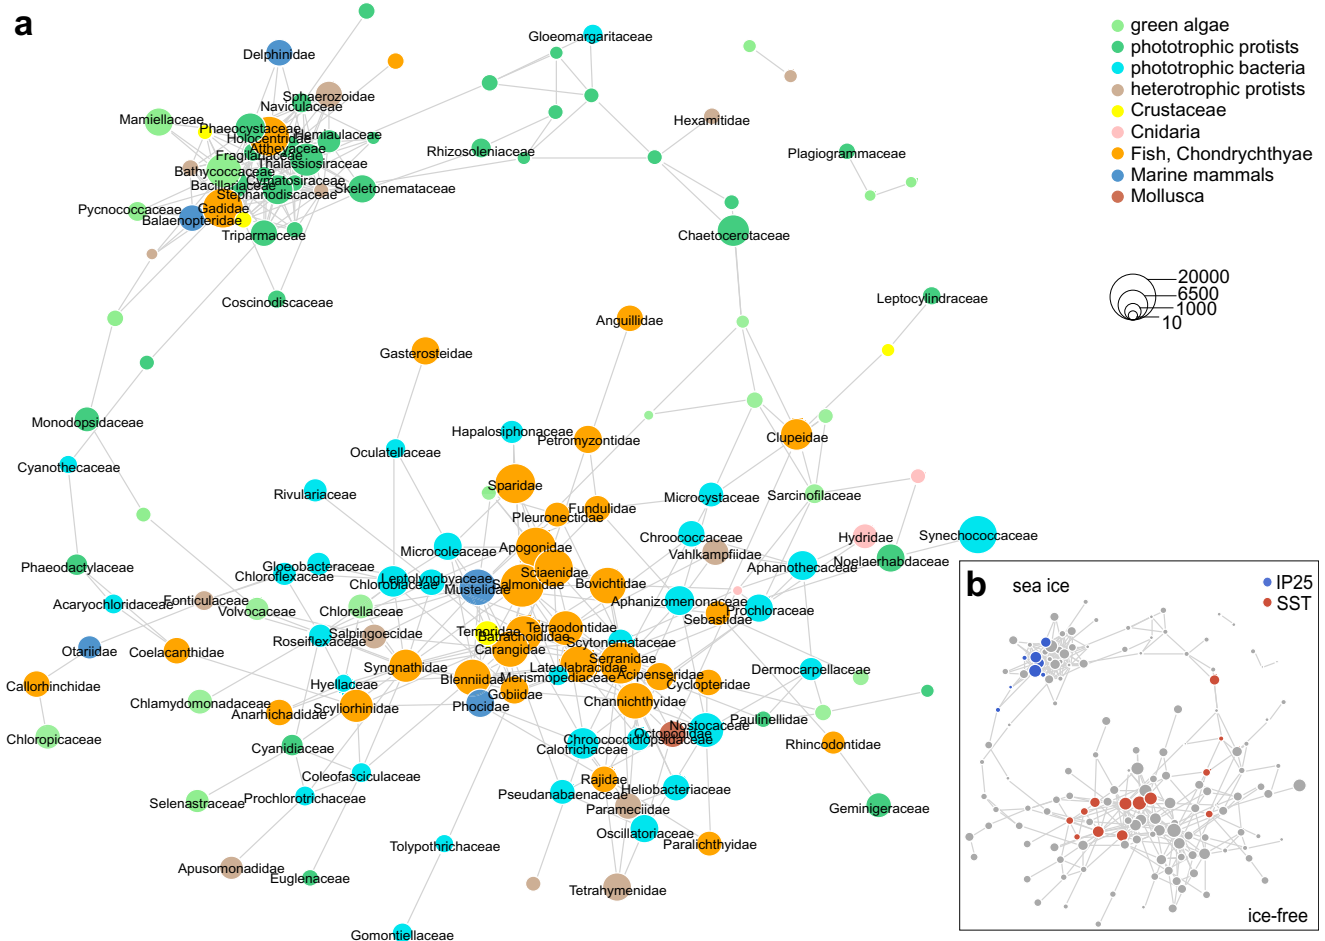 a
Gloeomargaritaceae
Delphinidae
Sphaerozoidae
Naviculaceae
Mamiellaceae
Phaeocystaceae
Hemiaulaceae
Holocentridae
Attheyaceae
Fragilariaceae
Thalassiosiraceae
Bathycoccaceae
Cymatosiraceae
Bacillariaceae
Skeletonemataceae
Stephanodiscaceae
Pycnococcaceae
Gadidae
Balaenopteridae
Triparmaceae
Coscinodiscaceae
Rhizosoleniaceae
Hexamitidae
Plagiogrammaceae
Chaetocerotaceae
Leptocylindraceae
green algae
phototrophic protists
phototrophic bacteria
heterotrophic protists
Crustaceae
Cnidaria
Fish, Chondrychthyae
Marine mammals
Mollusca
20000
6500
1000
10
Anguillidae
Gasterosteidae
Monodopsidaceae
Hapalosiphonaceae
Petromyzontidae
Clupeidae
Oculatellaceae
Cyanothecaceae
Rivulariaceae
Sparidae
Microcystaceae
Sarcinofilaceae
Fundulidae
Pleuronectidae
Chroococcaceae
Hydridae
Synechococcaceae
Microcoleaceae
Apogonidae
Vahlkampfiidae
Noelaerhabdaceae
Phaeodactylaceae
Gloeobacteraceae
Chloroflexaceae
Leptolyngbyaceae
Chlorobiaceae
Sciaenidae
Aphanothecaceae
Mustelidae
Salmonidae
Bovichtidae
Acaryochloridaceae
Fonticulaceae
Volvocaceae
Chlorellaceae
Aphanizomenonaceae
Prochloraceae
Sebastidae
Roseiflexaceae
Salpingoecidae
Temoridae
Tetraodontidae
Batrachoididae
Scytonemataceae
Otariidae
Coelacanthidae
Carangidae
Serranidae
Syngnathidae
Lateolabracidae
Acipenseridae
Dermocarpellaceae
Callorhinchidae
Hyellaceae
Blenniidae
Merismopediaceae
Cyclopteridae
Gobiidae
Chlamydomonadaceae
Anarhichadidae
Scyliorhinidae
Phocidae
Channichthyidae
Paulinellidae
Nostocaceae
Octopodidae
Chloropicaceae
Cyanidiaceae
Chroococcidiopsidaceae
Calotrichaceae
Rhincodontidae
Coleofasciculaceae
Rajidae
Selenastraceae
Prochlorotrichaceae
Pseudanabaenaceae
Heliobacteriaceae
Parameciidae
Geminigeraceae
Oscillatoriaceae
Tolypothrichaceae
Paralichthyidae
Apusomonadidae
Euglenaceae
Tetrahymenidae
Gomontiellaceae
b
sea ice
IP25
SST
ice-free